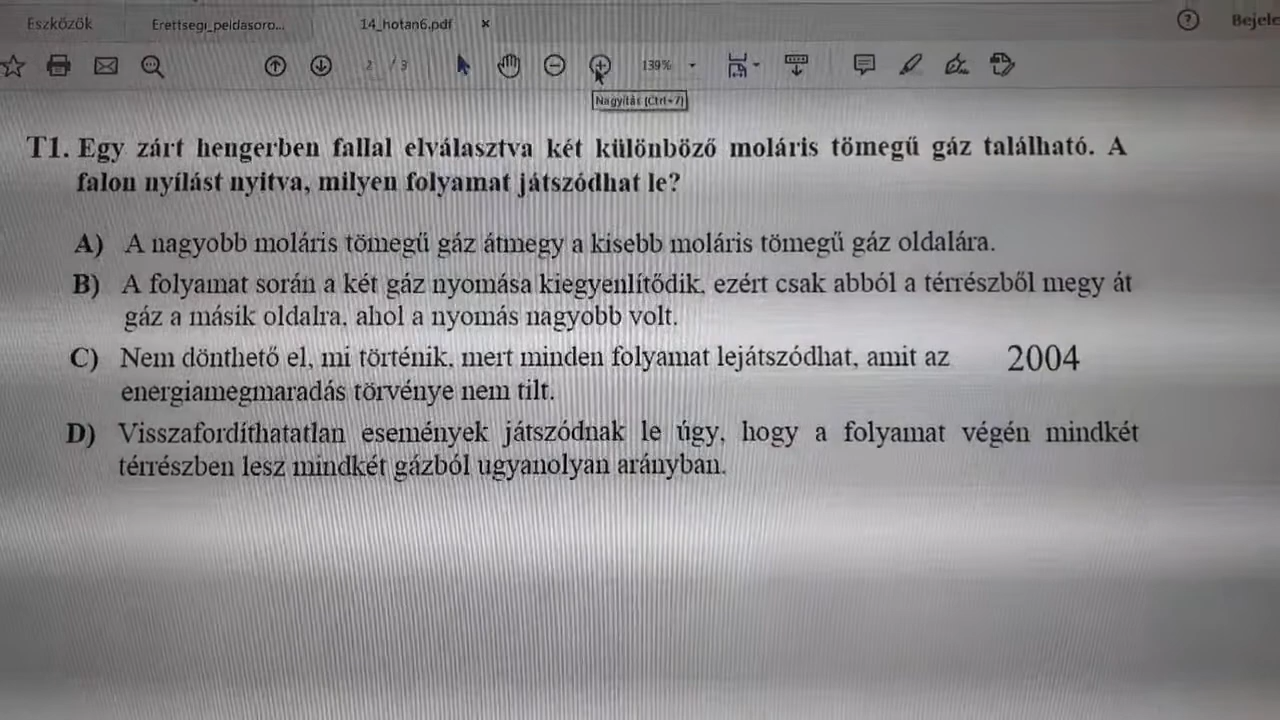 Eszközök
Erettsegi_peldasoro...
14_hotan6.pdf
×
?
Bejele
2 / 3
139%
Nagyítás (Ctrl+7)
T1. Egy zárt hengerben fallal elválasztva két különböző moláris tömegű gáz található. A
falon nyílást nyitva, milyen folyamat játszódhat le?
A) A nagyobb moláris tömegű gáz átmegy a kisebb moláris tömegű gáz oldalára.
B) A folyamat során a két gáz nyomása kiegyenlítődik, ezért csak abból a térrészből megy át
gáz a másik oldalra, ahol a nyomás nagyobb volt.
C) Nem dönthető el, mi történik, mert minden folyamat lejátszódhat, amit az
2004
energiamegmaradás törvénye nem tilt.
D) Visszafordíthatatlan események játszódnak le úgy, hogy a folyamat végén mindkét
térrészben lesz mindkét gázból ugyanolyan arányban.